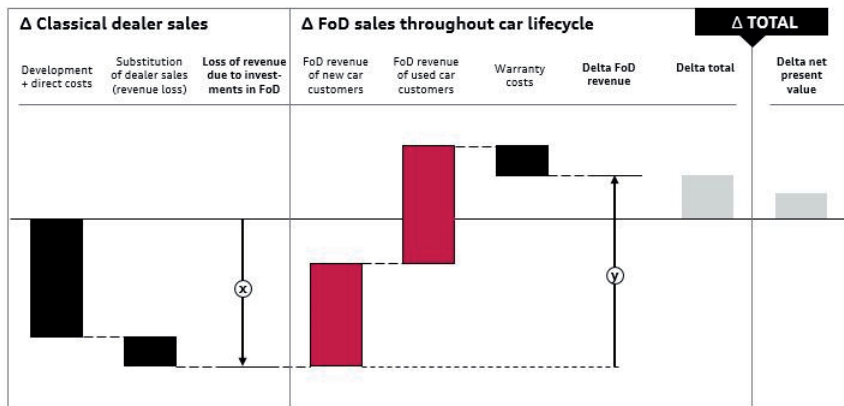 Δ Classical dealer sales
Δ FoD sales throughout car lifecycle
Δ TOTAL
Development
+ direct costs
Substitution
of dealer sales
(revenue loss)
Loss of revenue
due to invest-
ments in FoD
FoD revenue
of new car
customers
FoD revenue
of used car
customers
Warranty
costs
Delta FoD
revenue
Delta total
Delta net
present
value
x
y